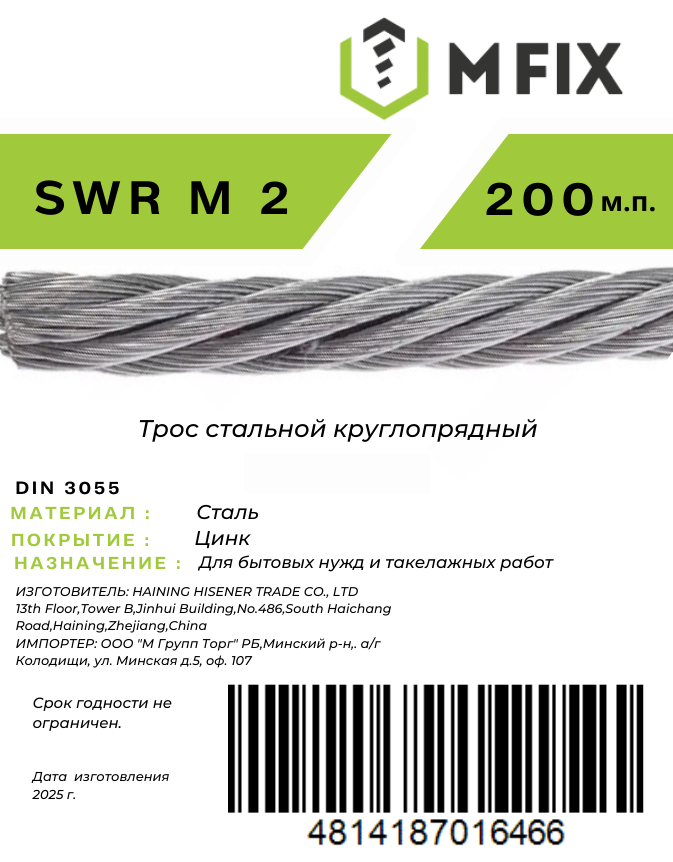 MFIX
SWR M 2
200 м.п.
Трос стальной круглопрядный
DIN 3055
МАТЕРИАЛ : Сталь
ПОКРЫТИЕ : Цинк
НАЗНАЧЕНИЕ : Для бытовых нужд и такелажных работ
ИЗГОТОВИТЕЛЬ: HAINING HISENER TRADE CO., LTD
13th Floor,Tower B,Jinhui Building,No.486,South Haichang
Road,Haining,Zhejiang,China
ИМПОРТЕР: ООО "М Групп Торг" РБ,Минский р-н,. а/г
Колодищи, ул. Минская д.5, оф. 107
Срок годности не
ограничен.
Дата изготовления
2025 г.
4814187016466